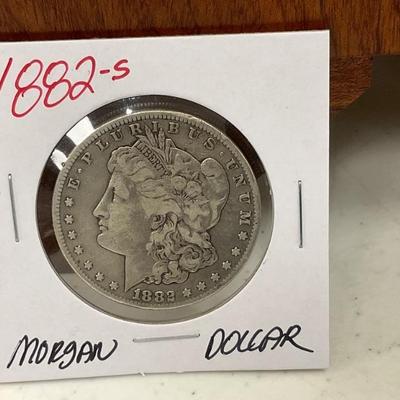 1882-S
E · PLURIBUS · UNUM
LIBERTY
1882
MORGAN DOLLAR